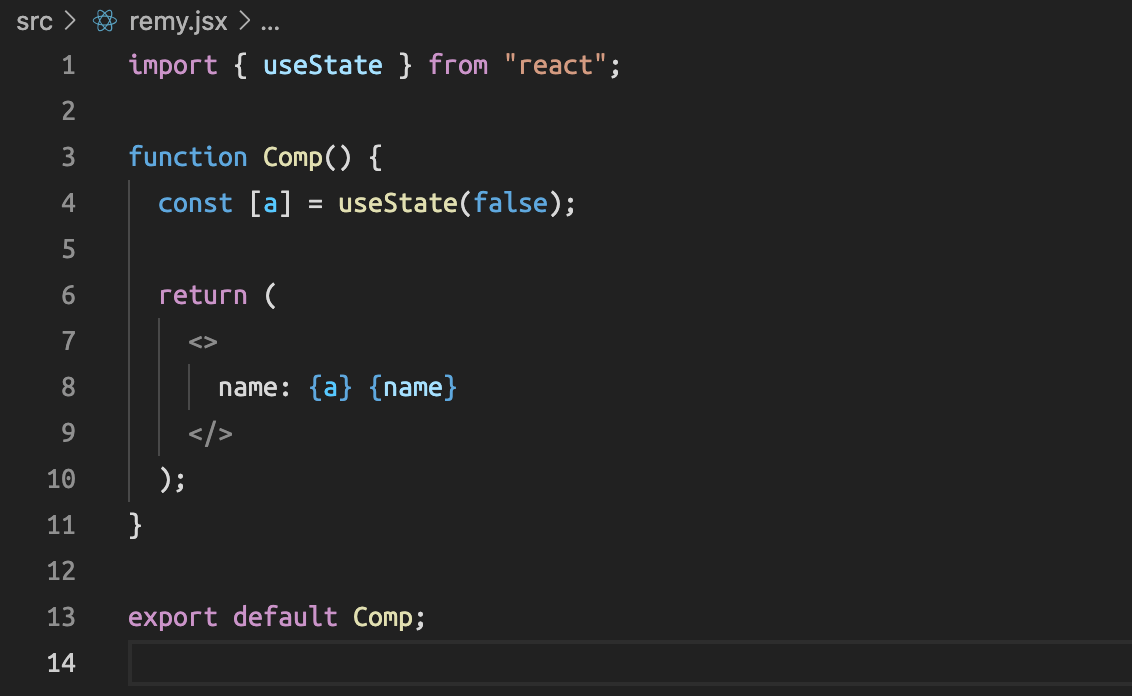 src > remy.jsx > ...
1 import { useState } from "react";
2
3 function Comp() {
4   const [a] = useState(false);
5
6   return (
7     <>
8       name: {a} {name}
9     </>
10   );
11 }
12
13 export default Comp;
14